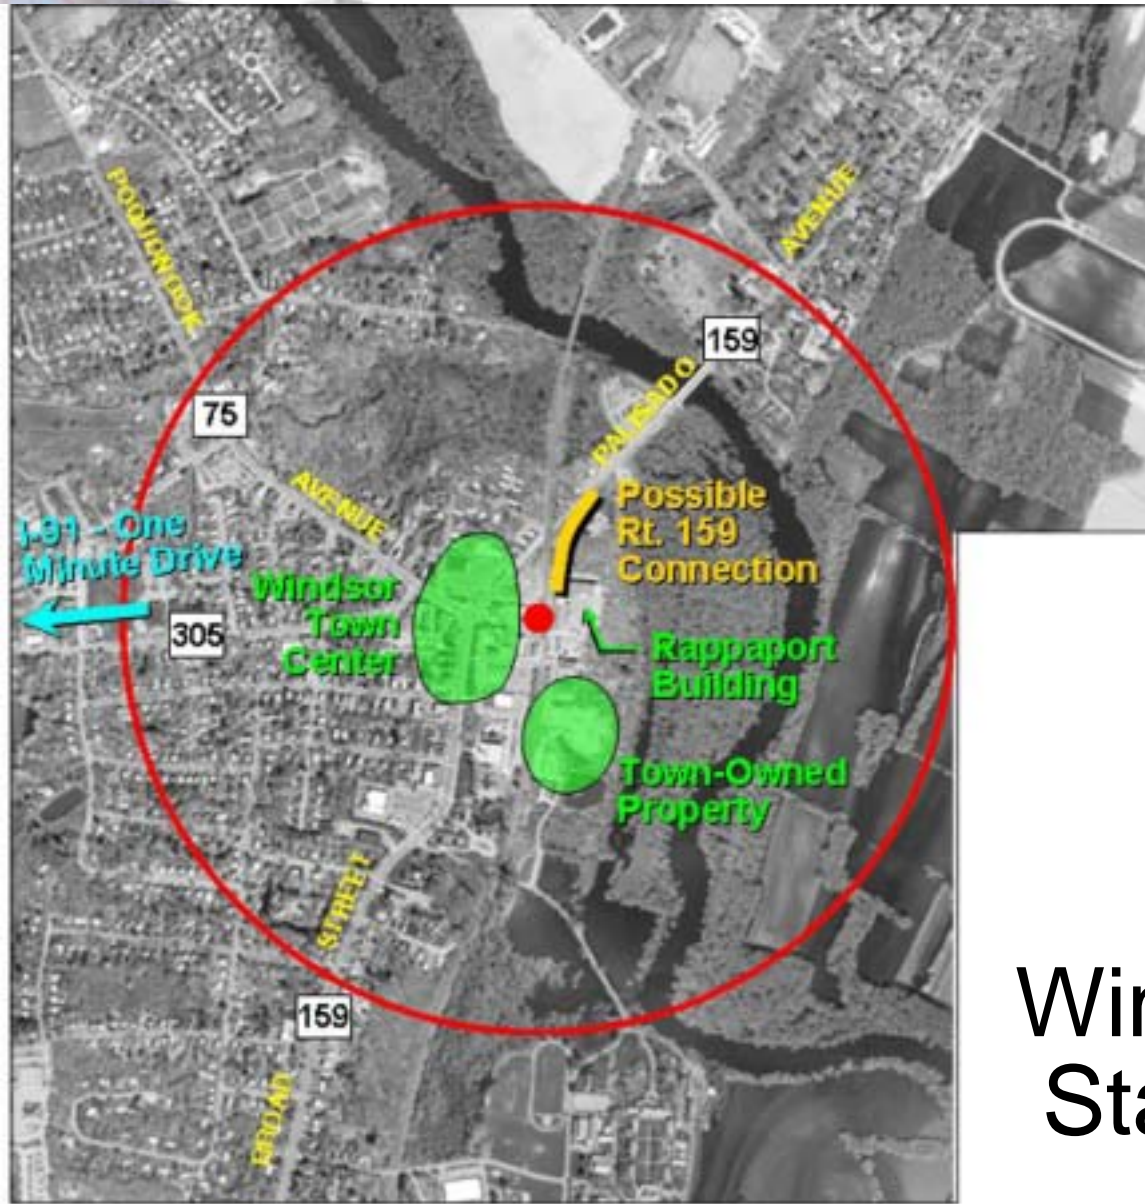 POQUONOCK
AVENUE
159
PALISADO
75
AVENUE
Possible
Rt. 159
Connection
I-91 - One
Minute Drive
Windsor
Town
Center
305
Rappaport
Building
Town-Owned
Property
STREET
159
BROAD
Win
Sta